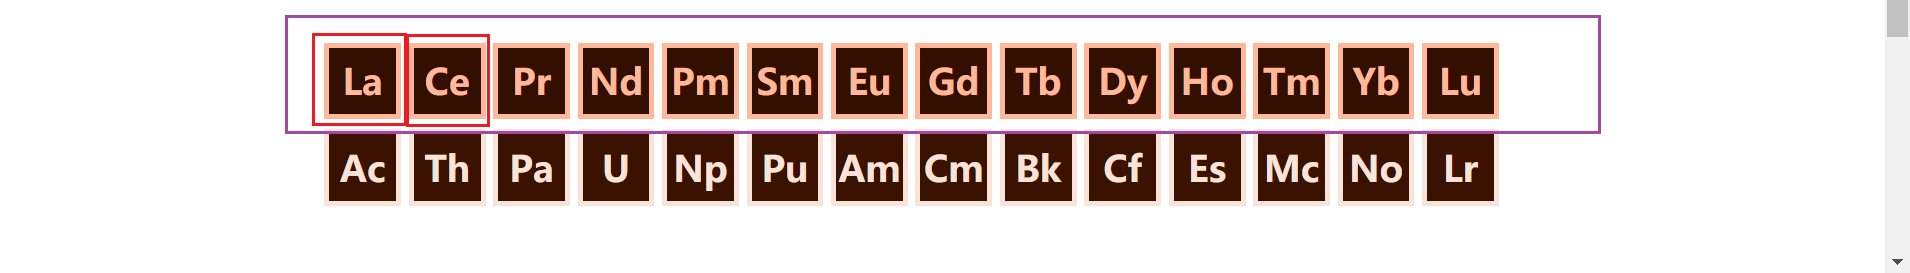 La Ce Pr Nd Pm Sm Eu Gd Tb Dy Ho Tm Yb Lu
Ac Th Pa U Np Pu Am Cm Bk Cf Es Mc No Lr